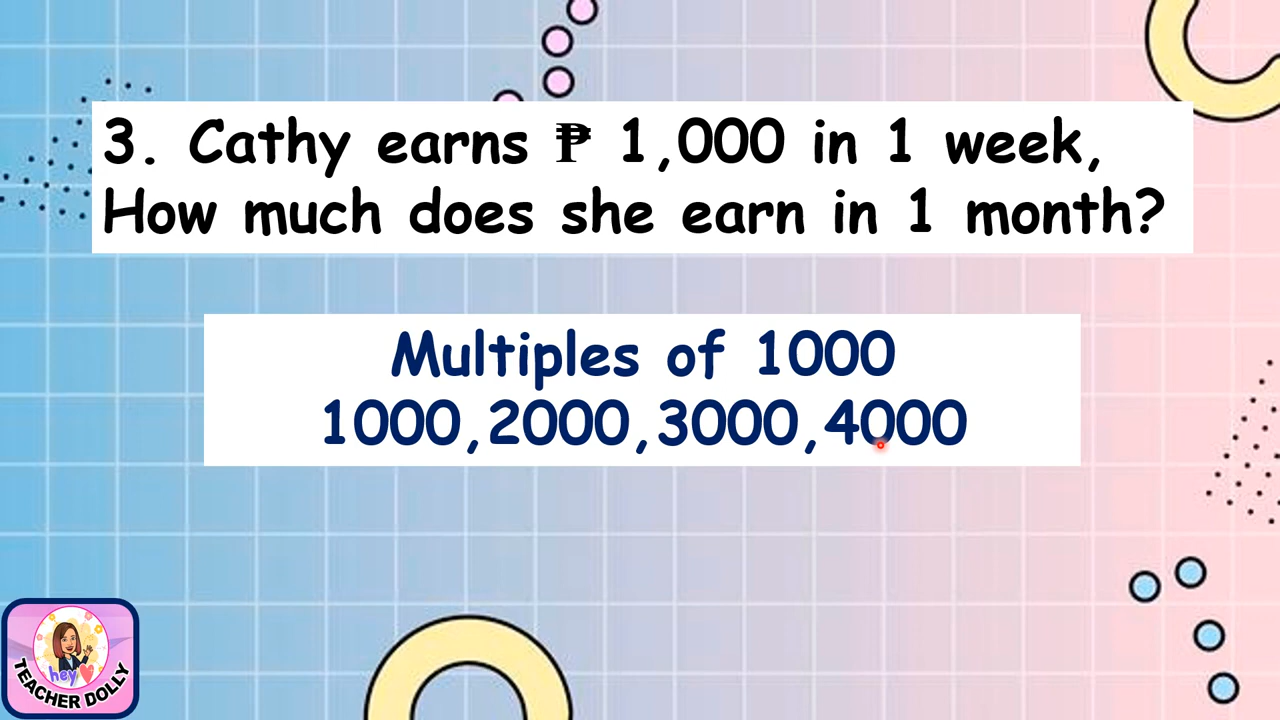 3. Cathy earns ₱ 1,000 in 1 week,
How much does she earn in 1 month?
Multiples of 1000
1000,2000,3000,4000
hey
TEACHER DOLLY